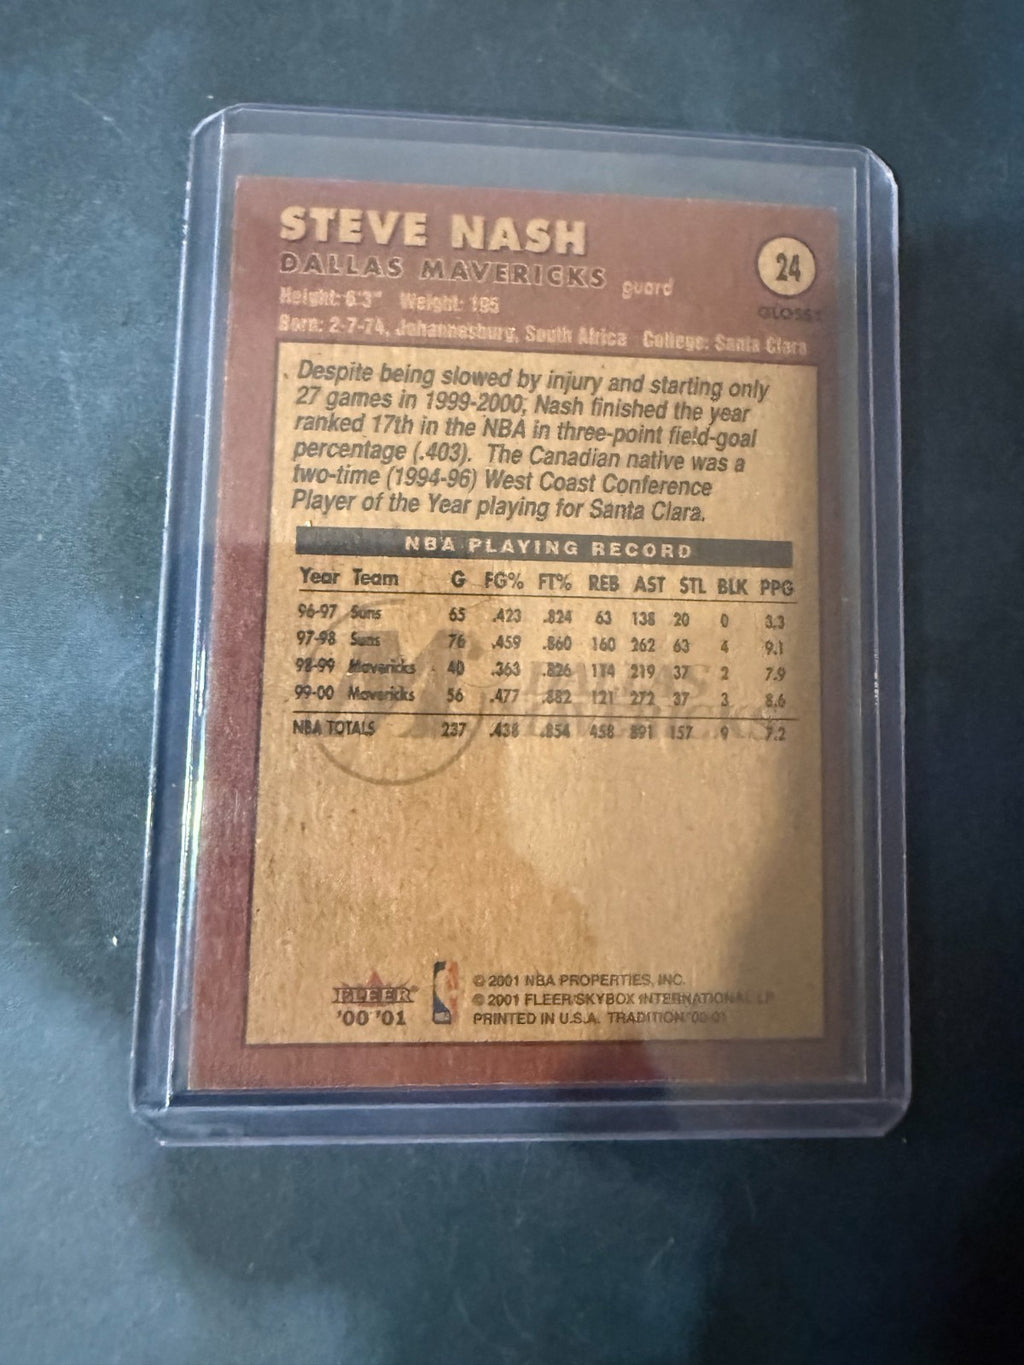 STEVE NASH
DALLAS MAVERICKS guard
24
GLOSSY
Height: 6'3" Weight: 195
Born: 2-7-74, Johannesburg, South Africa College: Santa Clara
Despite being slowed by injury and starting only
27 games in 1999-2000, Nash finished the year
ranked 17th in the NBA in three-point field-goal
percentage (.403). The Canadian native was a
two-time (1994-96) West Coast Conference
Player of the Year playing for Santa Clara.
NBA PLAYING RECORD
Year Team G FG% FT% REB AST STL BLK PPG
96-97 Suns 65 .423 .824 63 138 20 0 3.3
97-98 Suns 76 .459 .860 160 262 63 4 9.1
98-99 Mavericks 40 .363 .826 114 219 37 2 7.9
99-00 Mavericks 56 .477 .882 121 272 37 3 8.6
NBA TOTALS 237 .438 .854 458 891 157 9 7.2
M DALLAS
MAVERICKS
FLEER
'00 '01
© 2001 NBA PROPERTIES, INC.
© 2001 FLEER/SKYBOX INTERNATIONAL LP
PRINTED IN U.S.A. TRADITION '00-01